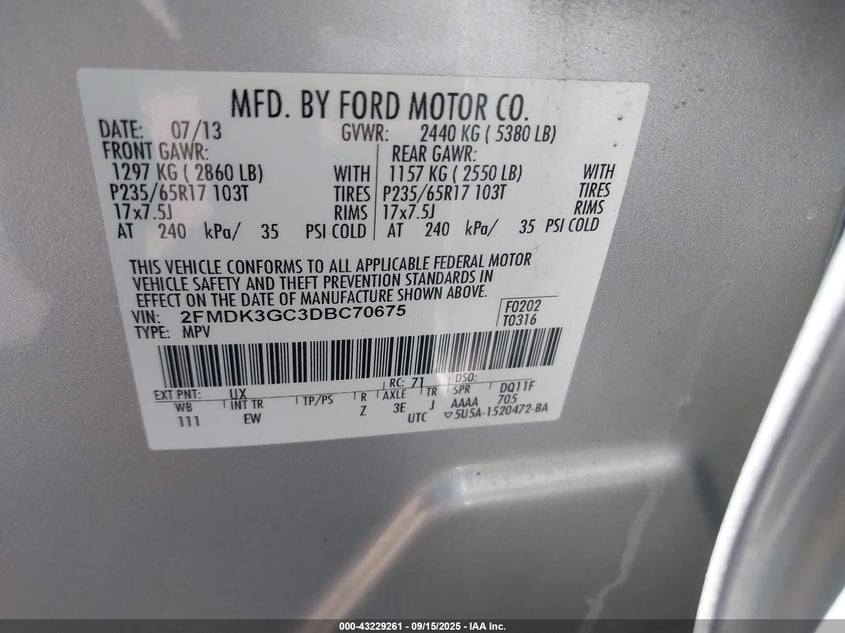 MFD. BY FORD MOTOR CO.
DATE: 07/13 GVWR: 2440 KG ( 5380 LB)
FRONT GAWR: REAR GAWR:
1297 KG ( 2860 LB) WITH 1157 KG ( 2550 LB) WITH
P235/65R17 103T TIRES P235/65R17 103T TIRES
17x7.5J RIMS 17x7.5J RIMS
AT 240 kPa/ 35 PSI COLD AT 240 kPa/ 35 PSI COLD
THIS VEHICLE CONFORMS TO ALL APPLICABLE FEDERAL MOTOR
VEHICLE SAFETY AND THEFT PREVENTION STANDARDS IN
EFFECT ON THE DATE OF MANUFACTURE SHOWN ABOVE.
VIN: 2FMDK3GC3DBC70675 F0202
TYPE: MPV T0316
EXT PNT: UX RC: 71 DSO:
WB INT TR TP/PS R AXLE TR SPR DQ11F
111 EW Z 3E J AAAA 705
UTC ▽5U5A-1520472-BA
000-43229261 - 09/15/2025 - IAA Inc.